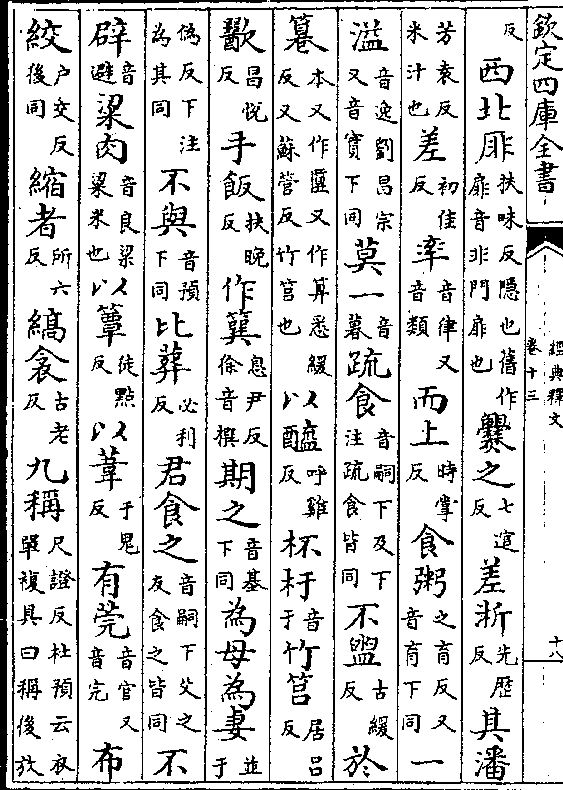 欽定四庫全書 經典釋文卷十三 十八
反西北厞扶味反隱也舊作扉音非門扉也爨之七逭反差淅先歷反其潘
芳袁反米汁也差初佳反率音律又音類而上時掌反食粥之育反又音育下同一
溢音逸劉昌宗又音實下同莫一音暮疏食音嗣下及下注疏食皆同不盥古緩反於
篹本又作匴又作算悉緩反又蘇管反竹筥也以醯呼雞反杯杅音于竹筥居呂反
歠昌悅反手飯扶晚反作簨息尹反徐音撰期之音基下同為母為妻並于
偽反下注為其同不與音預下同比葬必利反君食之音嗣下父之友食之皆同不
辟音避粱肉音良粱粱米也以簟徒點反以葦于鬼反有莞音官又音完布
絞戶交反後同縮者所六反縞衾古老反九稱尺證反杜預云衣單複具曰稱後放